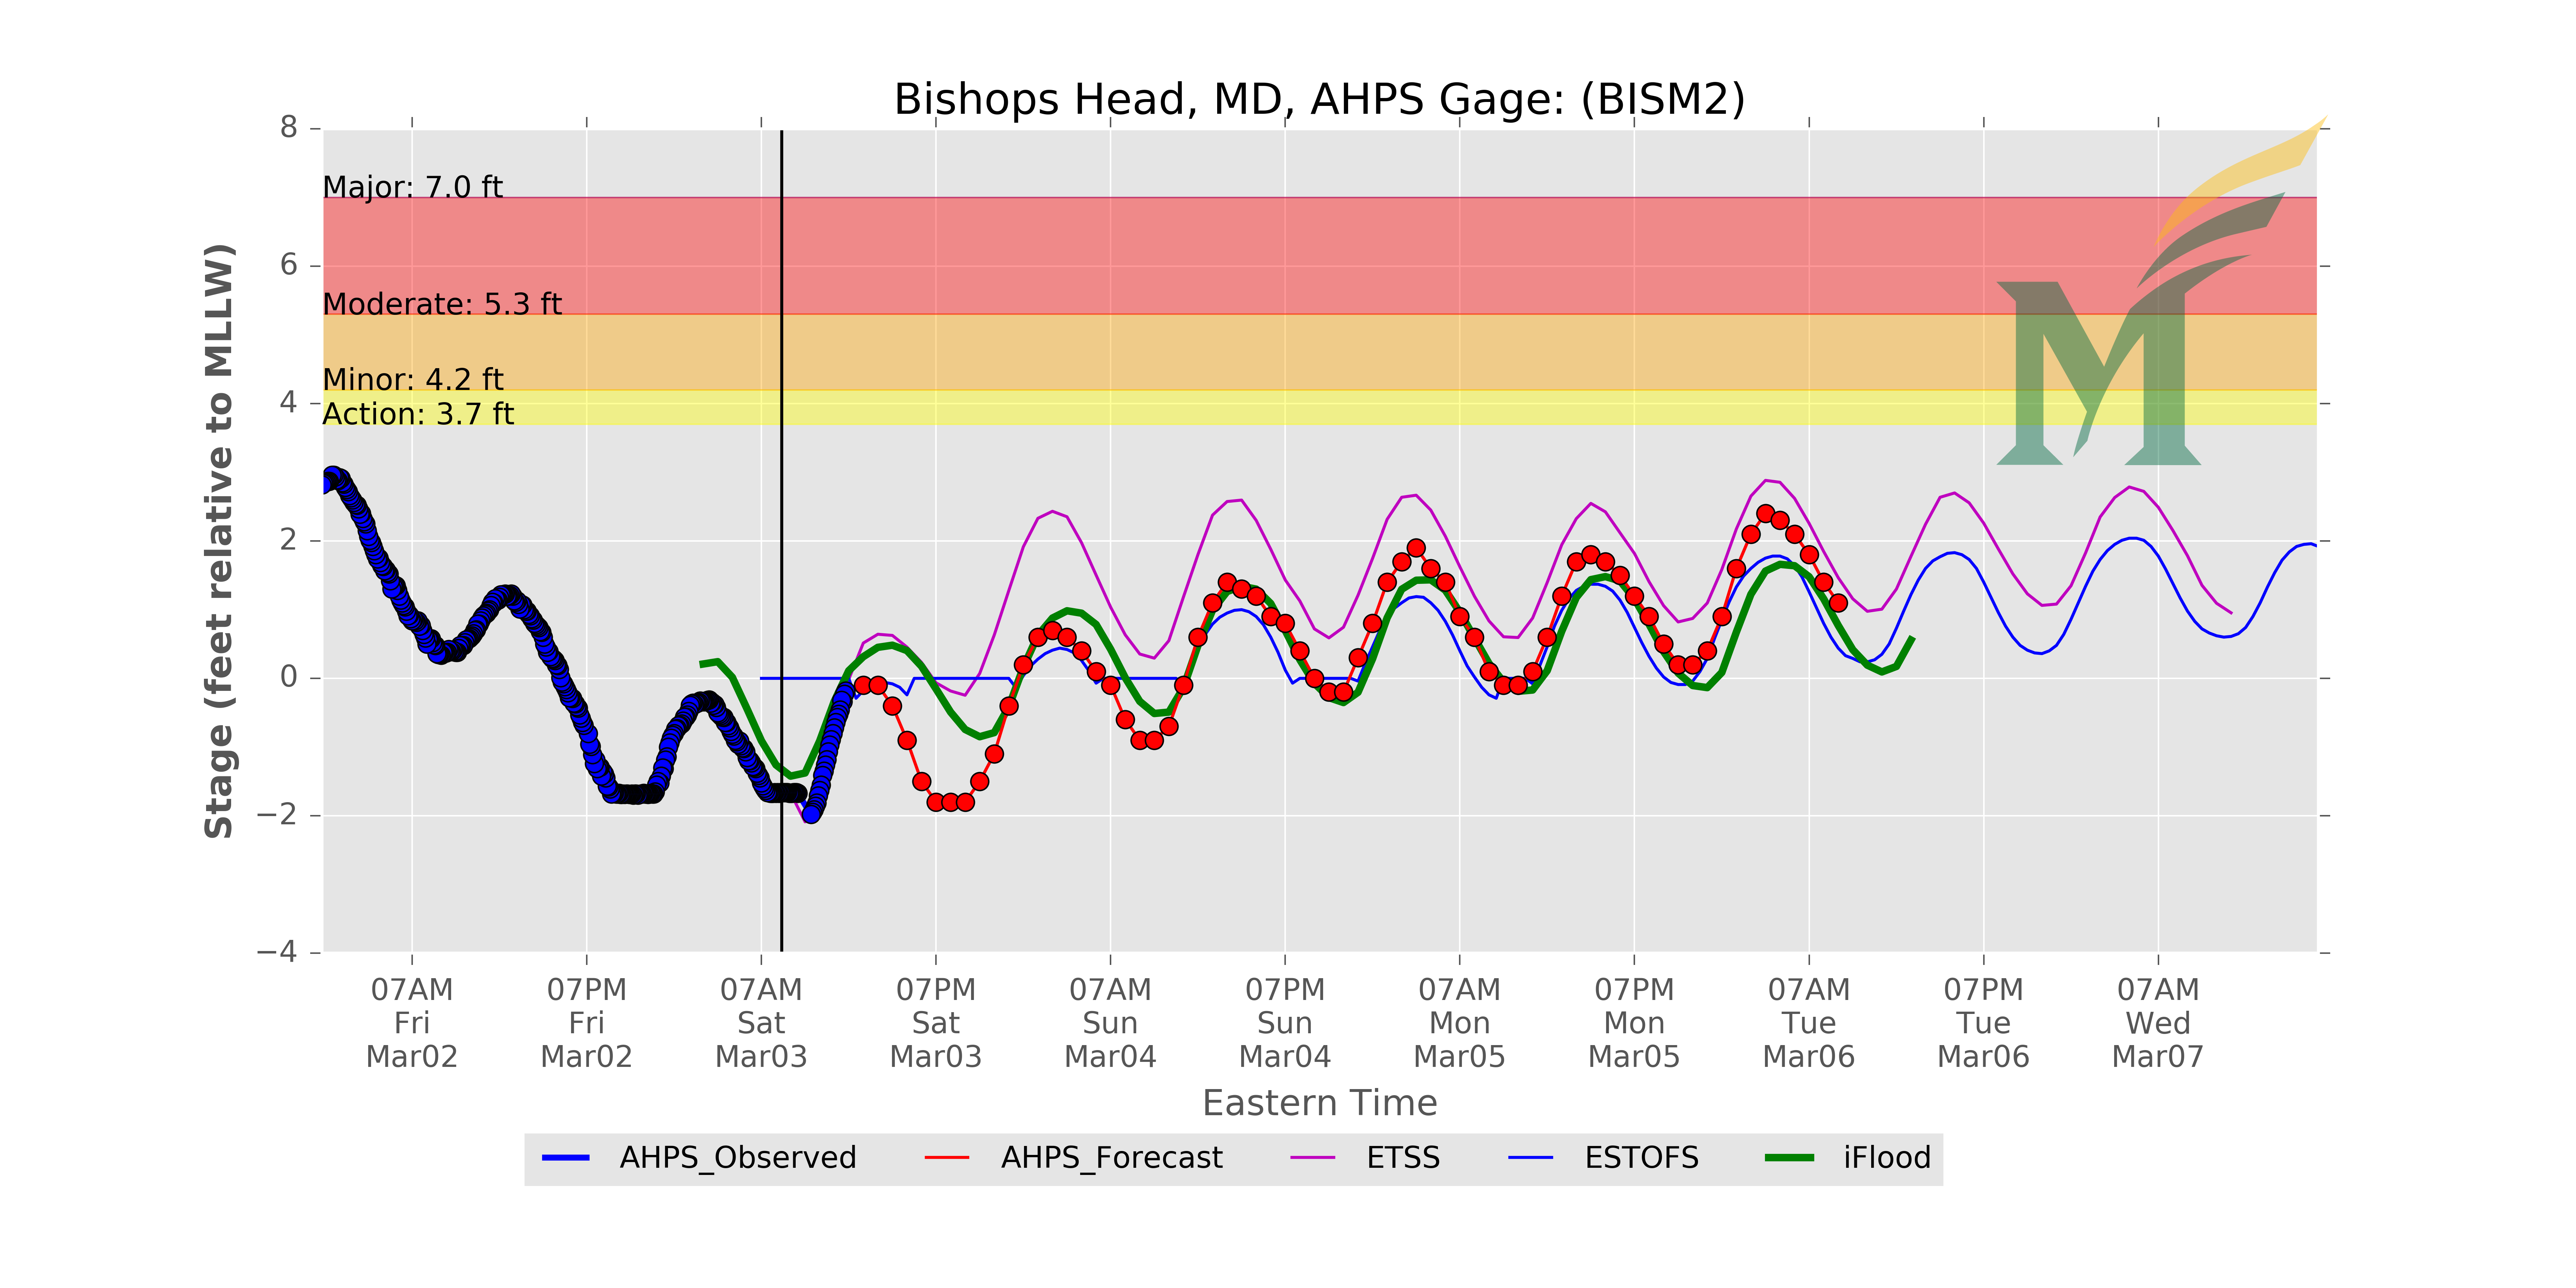 Bishops Head, MD, AHPS Gage: (BISM2)
Stage (feet relative to MLLW)
8
6
4
2
0
−2
−4
Major: 7.0 ft
Moderate: 5.3 ft
Minor: 4.2 ft
Action: 3.7 ft
M
07AM 07PM 07AM 07PM 07AM 07PM 07AM 07PM 07AM 07PM 07AM
Fri Fri Sat Sat Sun Sun Mon Mon Tue Tue Wed
Mar02 Mar02 Mar03 Mar03 Mar04 Mar04 Mar05 Mar05 Mar06 Mar06 Mar07
Eastern Time
AHPS_Observed AHPS_Forecast ETSS ESTOFS iFlood